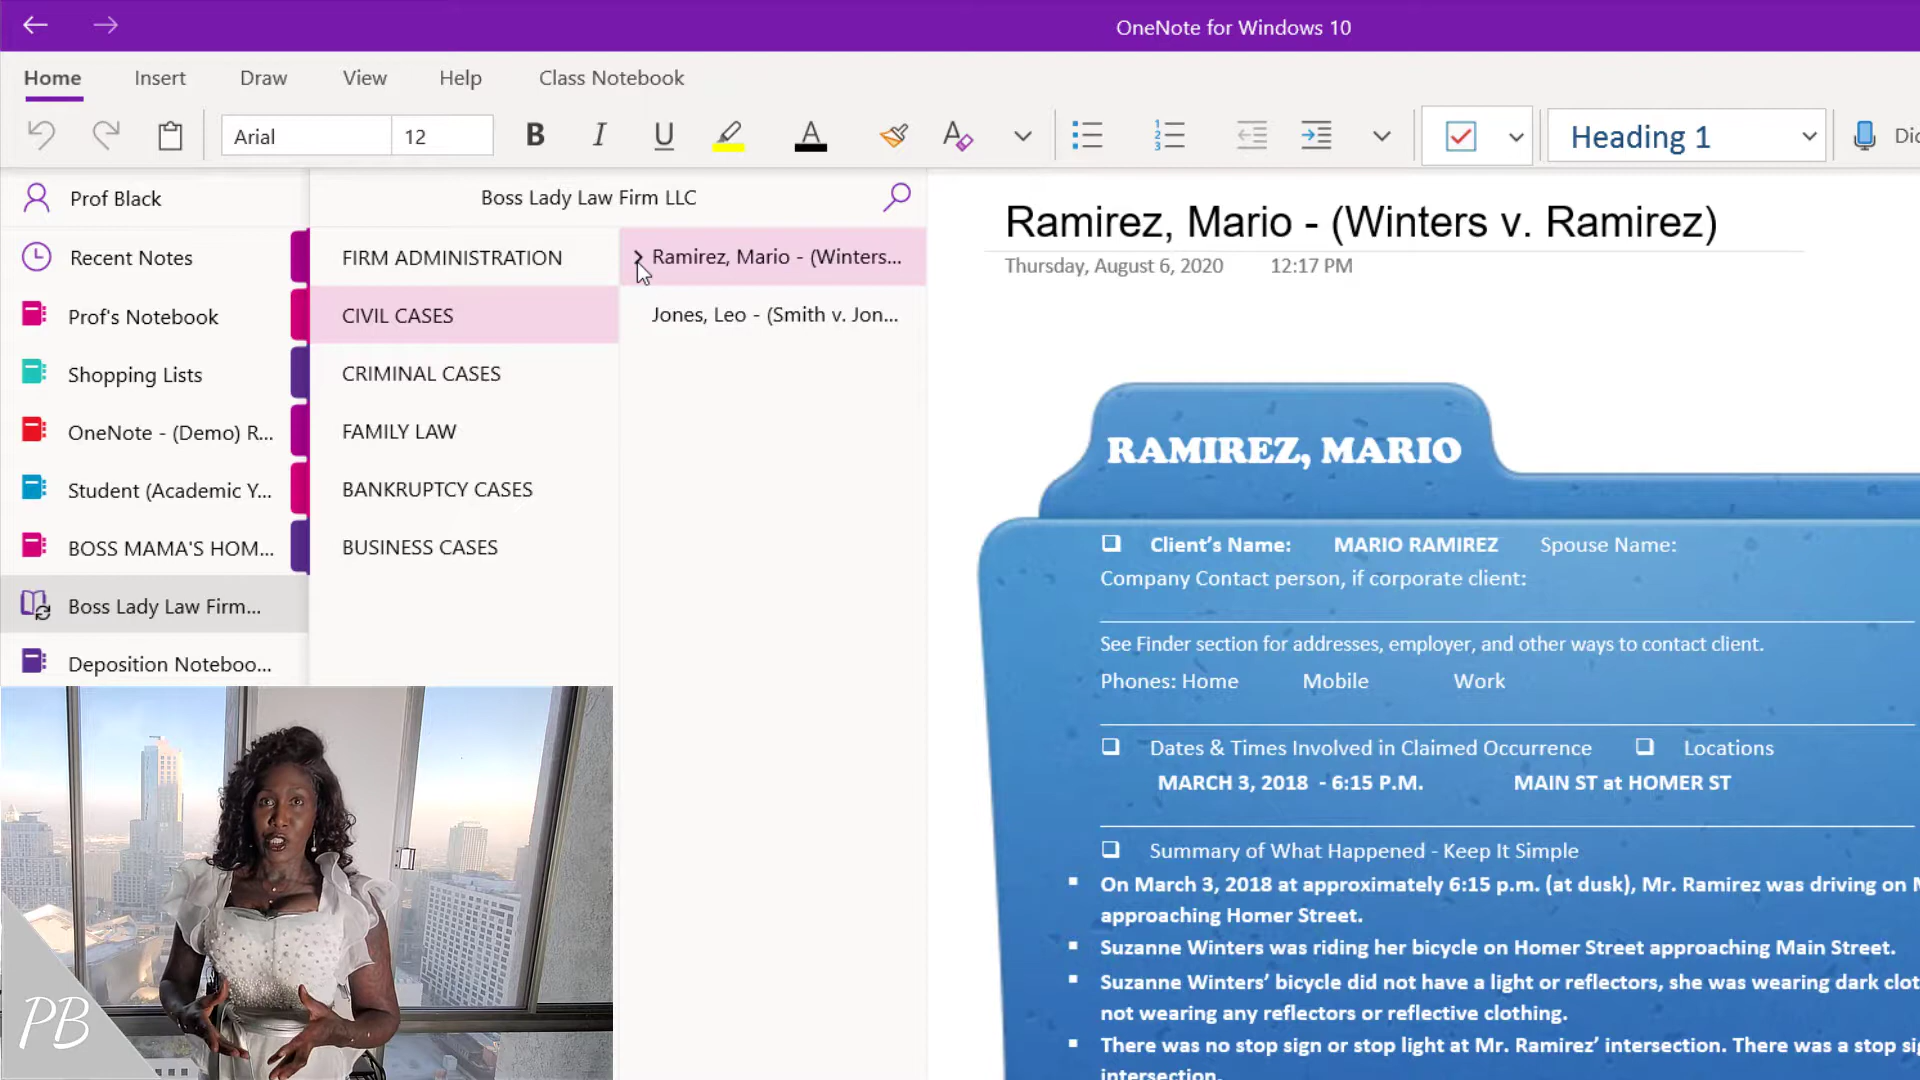 OneNote for Windows 10
Home Insert Draw View Help Class Notebook
Arial 12 B I U A A Heading 1
Prof Black
Boss Lady Law Firm LLC
Recent Notes
Prof's Notebook
Shopping Lists
OneNote - (Demo) R...
Student (Academic Y...
BOSS MAMA'S HOM...
Boss Lady Law Firm...
Deposition Noteboo...
FIRM ADMINISTRATION
CIVIL CASES
CRIMINAL CASES
FAMILY LAW
BANKRUPTCY CASES
BUSINESS CASES
Ramirez, Mario - (Winters...
Jones, Leo - (Smith v. Jon...
Ramirez, Mario - (Winters v. Ramirez)
Thursday, August 6, 2020 12:17 PM
RAMIREZ, MARIO
Client’s Name: MARIO RAMIREZ Spouse Name:
Company Contact person, if corporate client:
See Finder section for addresses, employer, and other ways to contact client.
Phones: Home Mobile Work
Dates & Times Involved in Claimed Occurrence Locations
MARCH 3, 2018 - 6:15 P.M. MAIN ST at HOMER ST
Summary of What Happened - Keep It Simple
On March 3, 2018 at approximately 6:15 p.m. (at dusk), Mr. Ramirez was driving on
approaching Homer Street.
Suzanne Winters was riding her bicycle on Homer Street approaching Main Street.
Suzanne Winters’ bicycle did not have a light or reflectors, she was wearing dark
not wearing any reflectors or reflective clothing.
There was no stop sign or stop light at Mr. Ramirez’ intersection. There was a stop
intersection.
PB